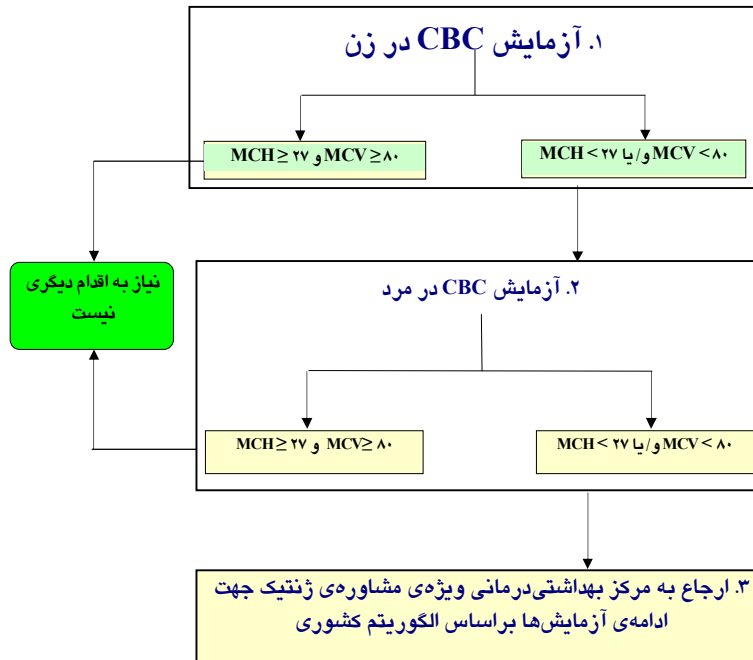 ۱. آزمایش CBC در زن
MCV < ۸۰ و/یا MCH < ۲۷
MCV ≥ ۸۰ و MCH ≥ ۲۷
نیاز به اقدام دیگری
نیست
۲. آزمایش CBC در مرد
MCV < ۸۰ و/یا MCH < ۲۷
MCV ≥ ۸۰ و MCH ≥ ۲۷
۳. ارجاع به مرکز بهداشتی‌درمانی ویژه‌ی مشاوره‌ی ژنتیک جهت
ادامه‌ی آزمایش‌ها براساس الگوریتم کشوری